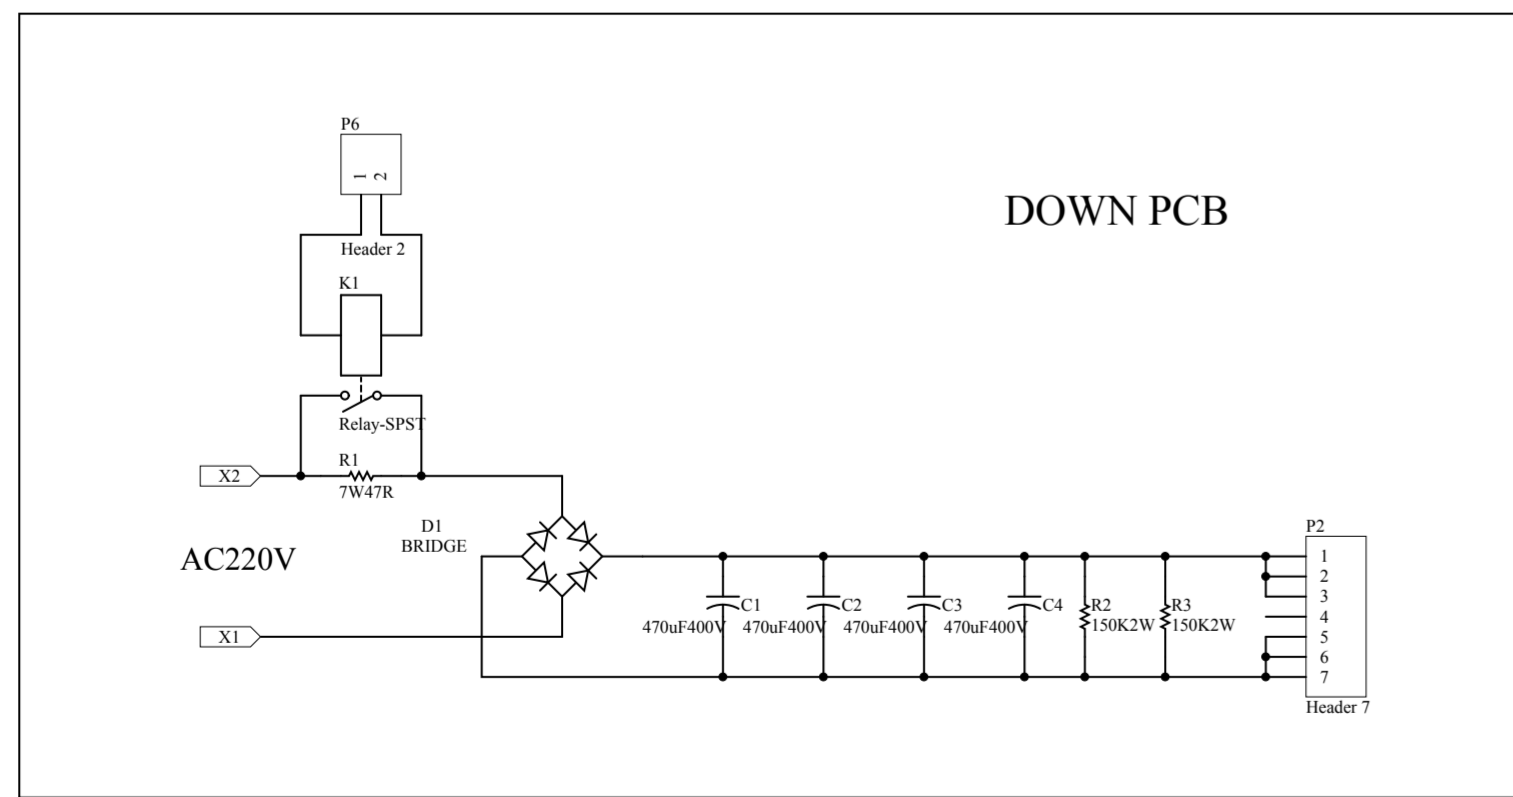 P6
1
2
Header 2
DOWN PCB
K1
Relay-SPST
R1
X2
7W47R
D1
BRIDGE
AC220V
X1
C1
470uF400V
C2
470uF400V
C3
470uF400V
C4
470uF400V
R2
150K2W
R3
150K2W
P2
1
2
3
4
5
6
7
Header 7